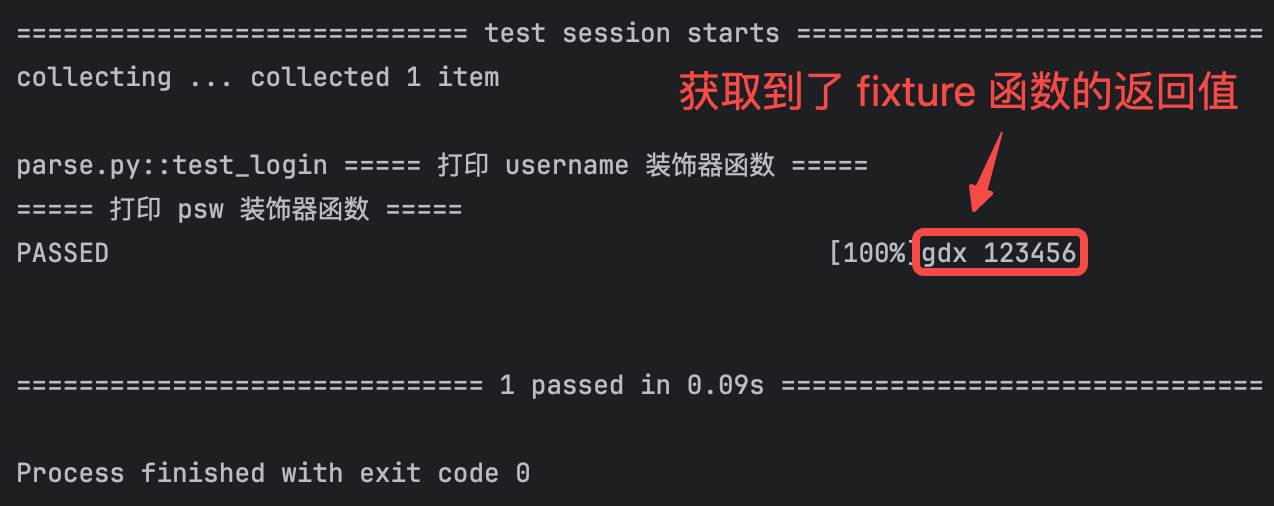 ============================= test session starts ==============================
collecting ... collected 1 item
获取到了 fixture 函数的返回值
parse.py::test_login ===== 打印 username 装饰器函数 =====
===== 打印 psw 装饰器函数 =====
PASSED [100%]gdx 123456
============================== 1 passed in 0.09s ===============================
Process finished with exit code 0